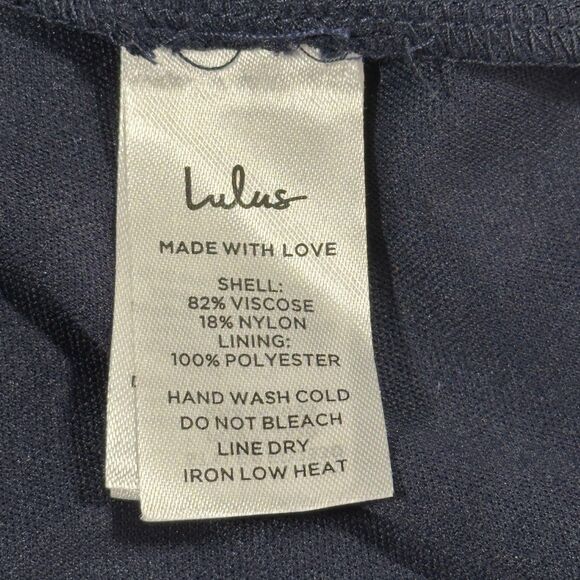 Lulus
MADE WITH LOVE
SHELL:
82% VISCOSE
18% NYLON
LINING:
100% POLYESTER
HAND WASH COLD
DO NOT BLEACH
LINE DRY
IRON LOW HEAT